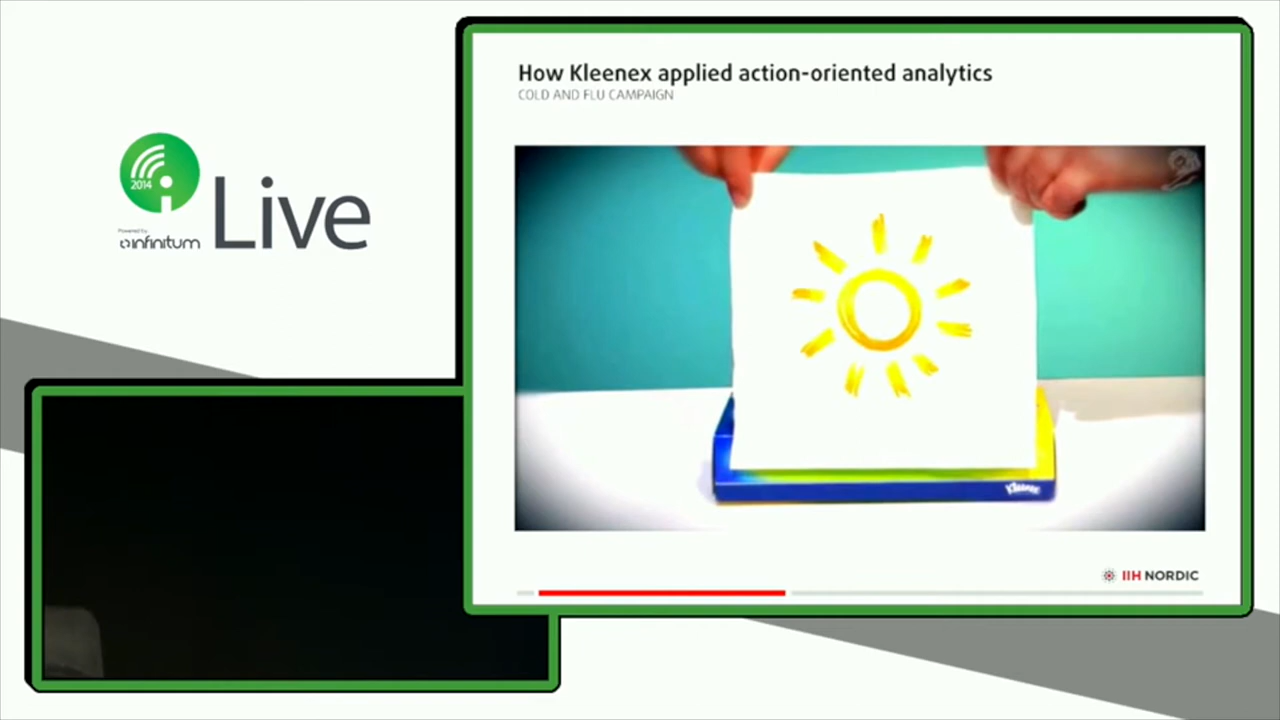 How Kleenex applied action-oriented analytics
COLD AND FLU CAMPAIGN
2014
Live
Powered by
infinitum
Kleenex
IIH NORDIC